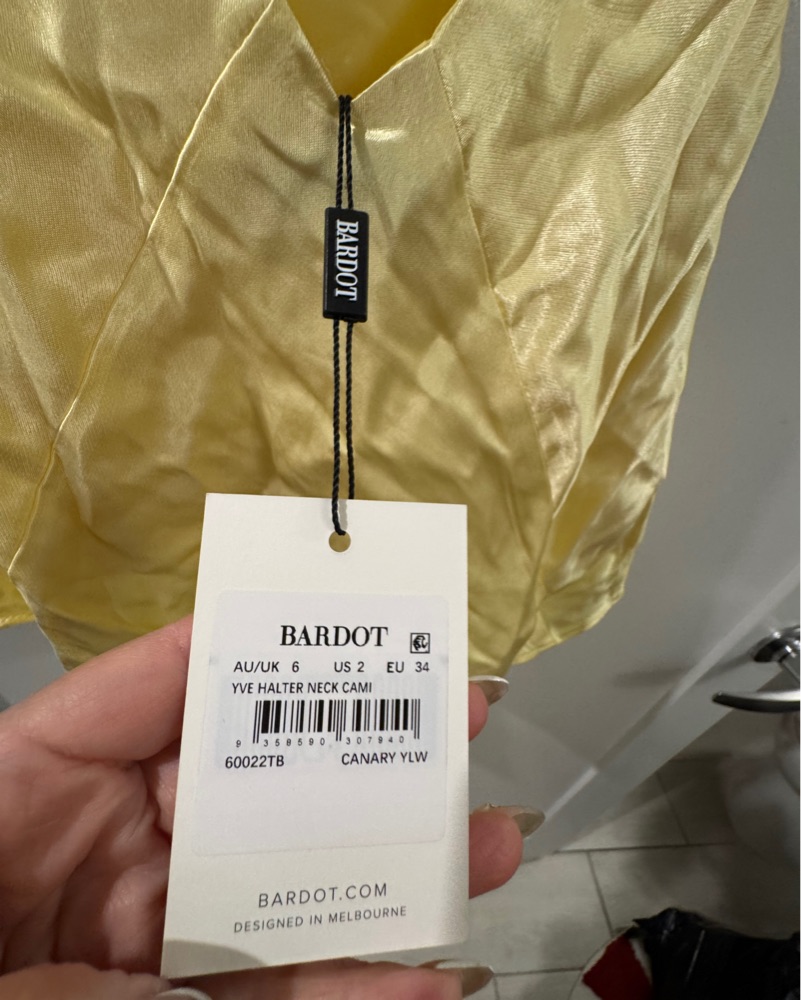 BARDOT
BARDOT
AU/UK 6 US 2 EU 34
YVE HALTER NECK CAMI
9 358590 307940
60022TB CANARY YLW
BARDOT.COM
DESIGNED IN MELBOURNE